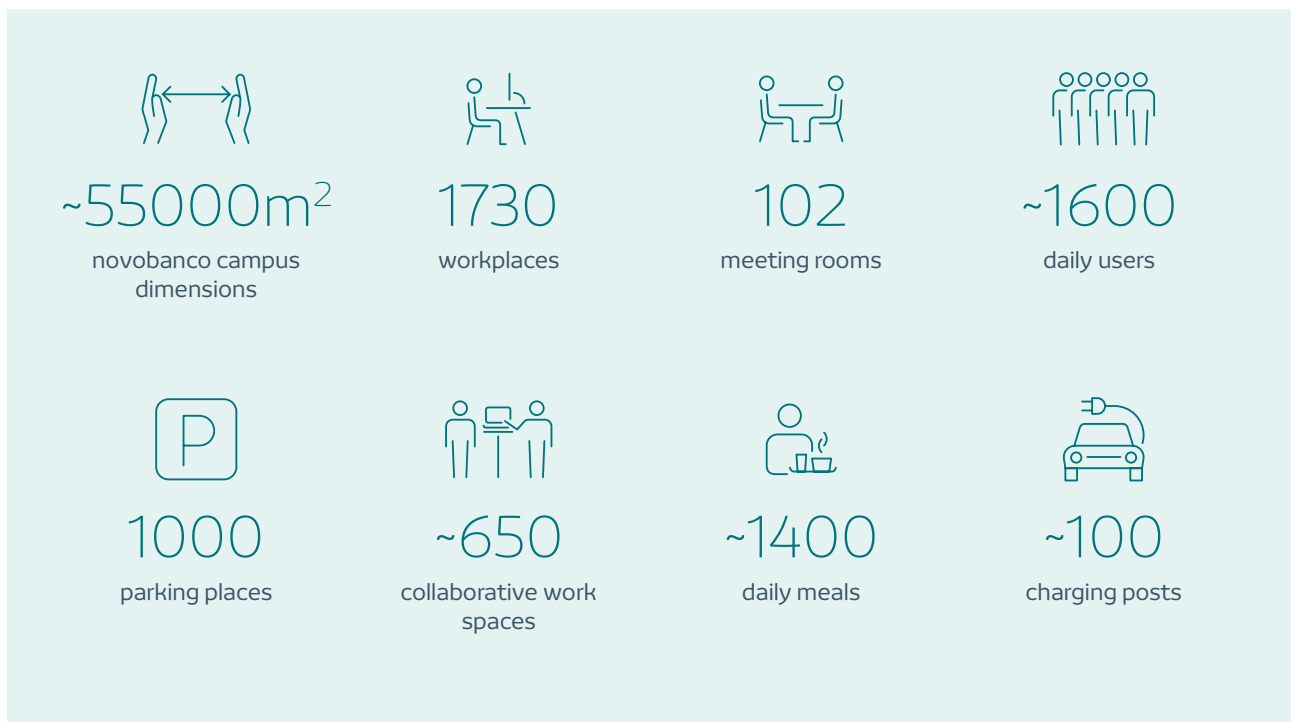 ~55000m²
novobanco campus
dimensions
1730
workplaces
102
meeting rooms
~1600
daily users
P
1000
parking places
~650
collaborative work
spaces
~1400
daily meals
~100
charging posts